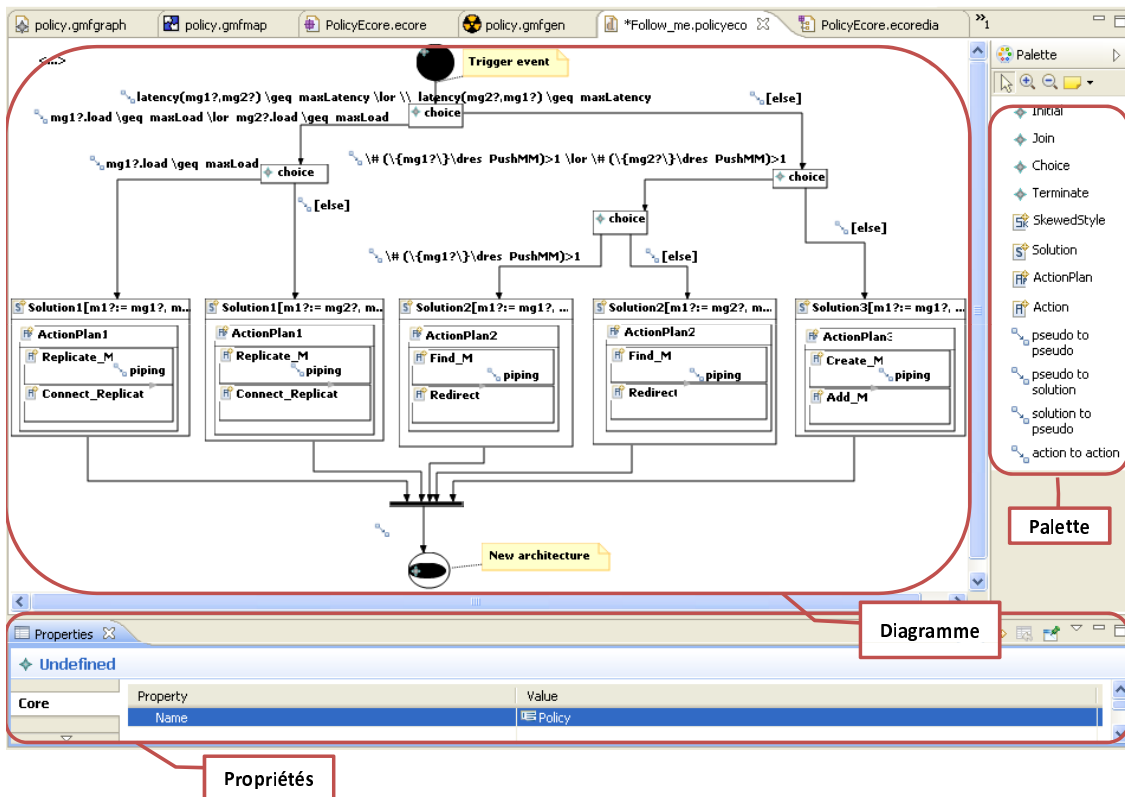 policy.gmfgraph policy.gmfmap PolicyEcore.ecore policy.gmfgen *Follow_me.policyeco PolicyEcore.ecoredia »1
<...>
Trigger event
latency(mg1?,mg2?) \geq maxLatency \lor \\ latency(mg2?,mg1?) \geq maxLatency
[else]
mg1?.load \geq maxLoad \lor mg2?.load \geq maxLoad
choice
mg1?.load \geq maxLoad
\# (\{mg1?\}\dres PushMM)>1 \lor \# (\{mg2?\}\dres PushMM)>1
choice
choice
[else]
choice
[else]
\# (\{mg1?\}\dres PushMM)>1
[else]
Solution1[m1?:= mg1?, m...
ActionPlan1
Replicate_M
piping
Connect_Replicat
Solution1[m1?:= mg2?, m...
ActionPlan1
Replicate_M
piping
Connect_Replicat
Solution2[m1?:= mg1?, ...
ActionPlan2
Find_M
piping
Redirect
Solution2[m1?:= mg2?, ...
ActionPlan2
Find_M
piping
Redirect
Solution3[m1?:= mg1?, ...
ActionPlan3
Create_M
piping
Add_M
New architecture
Palette
Initial
Join
Choice
Terminate
SkewedStyle
Solution
ActionPlan
Action
pseudo to
pseudo
pseudo to
solution
solution to
pseudo
action to action
Palette
Diagramme
Properties
Undefined
Core
Property Value
Name Policy
Propriétés